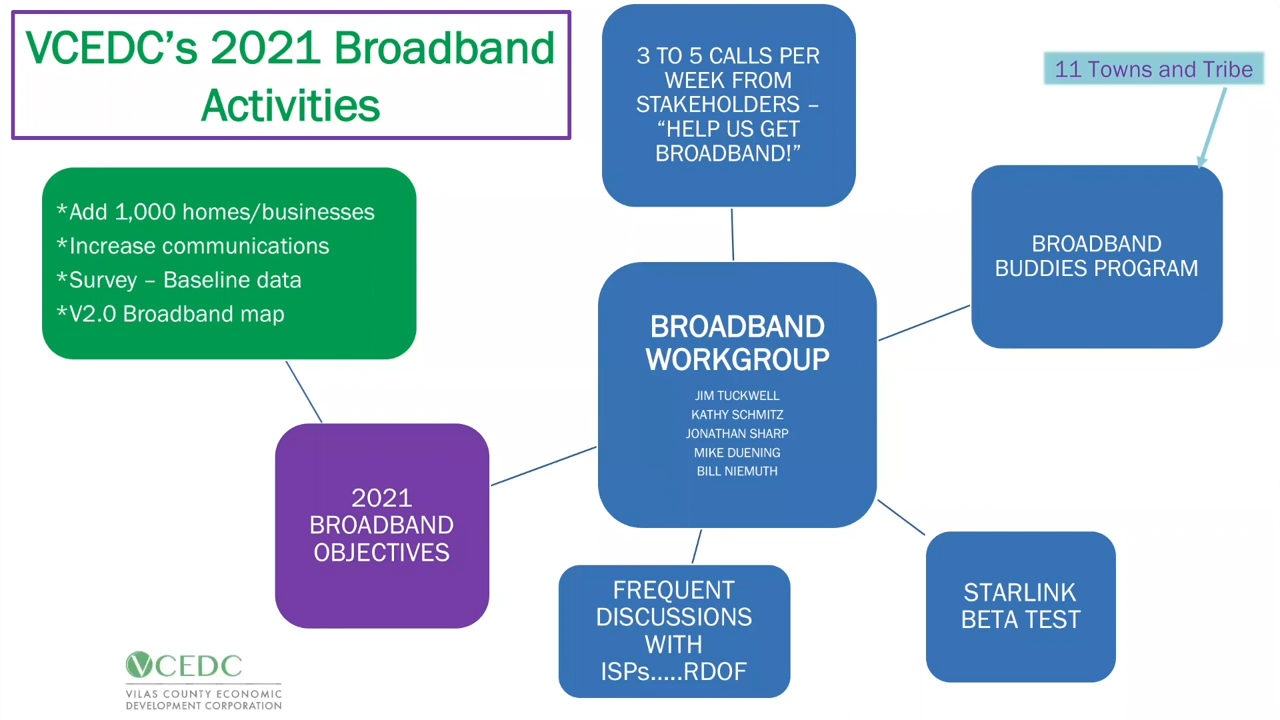 VCEDC's 2021 Broadband
Activities
3 TO 5 CALLS PER
WEEK FROM
STAKEHOLDERS –
“HELP US GET
BROADBAND!”
11 Towns and Tribe
*Add 1,000 homes/businesses
*Increase communications
*Survey – Baseline data
*V2.0 Broadband map
BROADBAND
BUDDIES PROGRAM
BROADBAND
WORKGROUP
JIM TUCKWELL
KATHY SCHMITZ
JONATHAN SHARP
MIKE DUENING
BILL NIEMUTH
2021
BROADBAND
OBJECTIVES
FREQUENT
DISCUSSIONS
WITH
ISPs.....RDOF
STARLINK
BETA TEST
VCEDC
VILAS COUNTY ECONOMIC
DEVELOPMENT CORPORATION